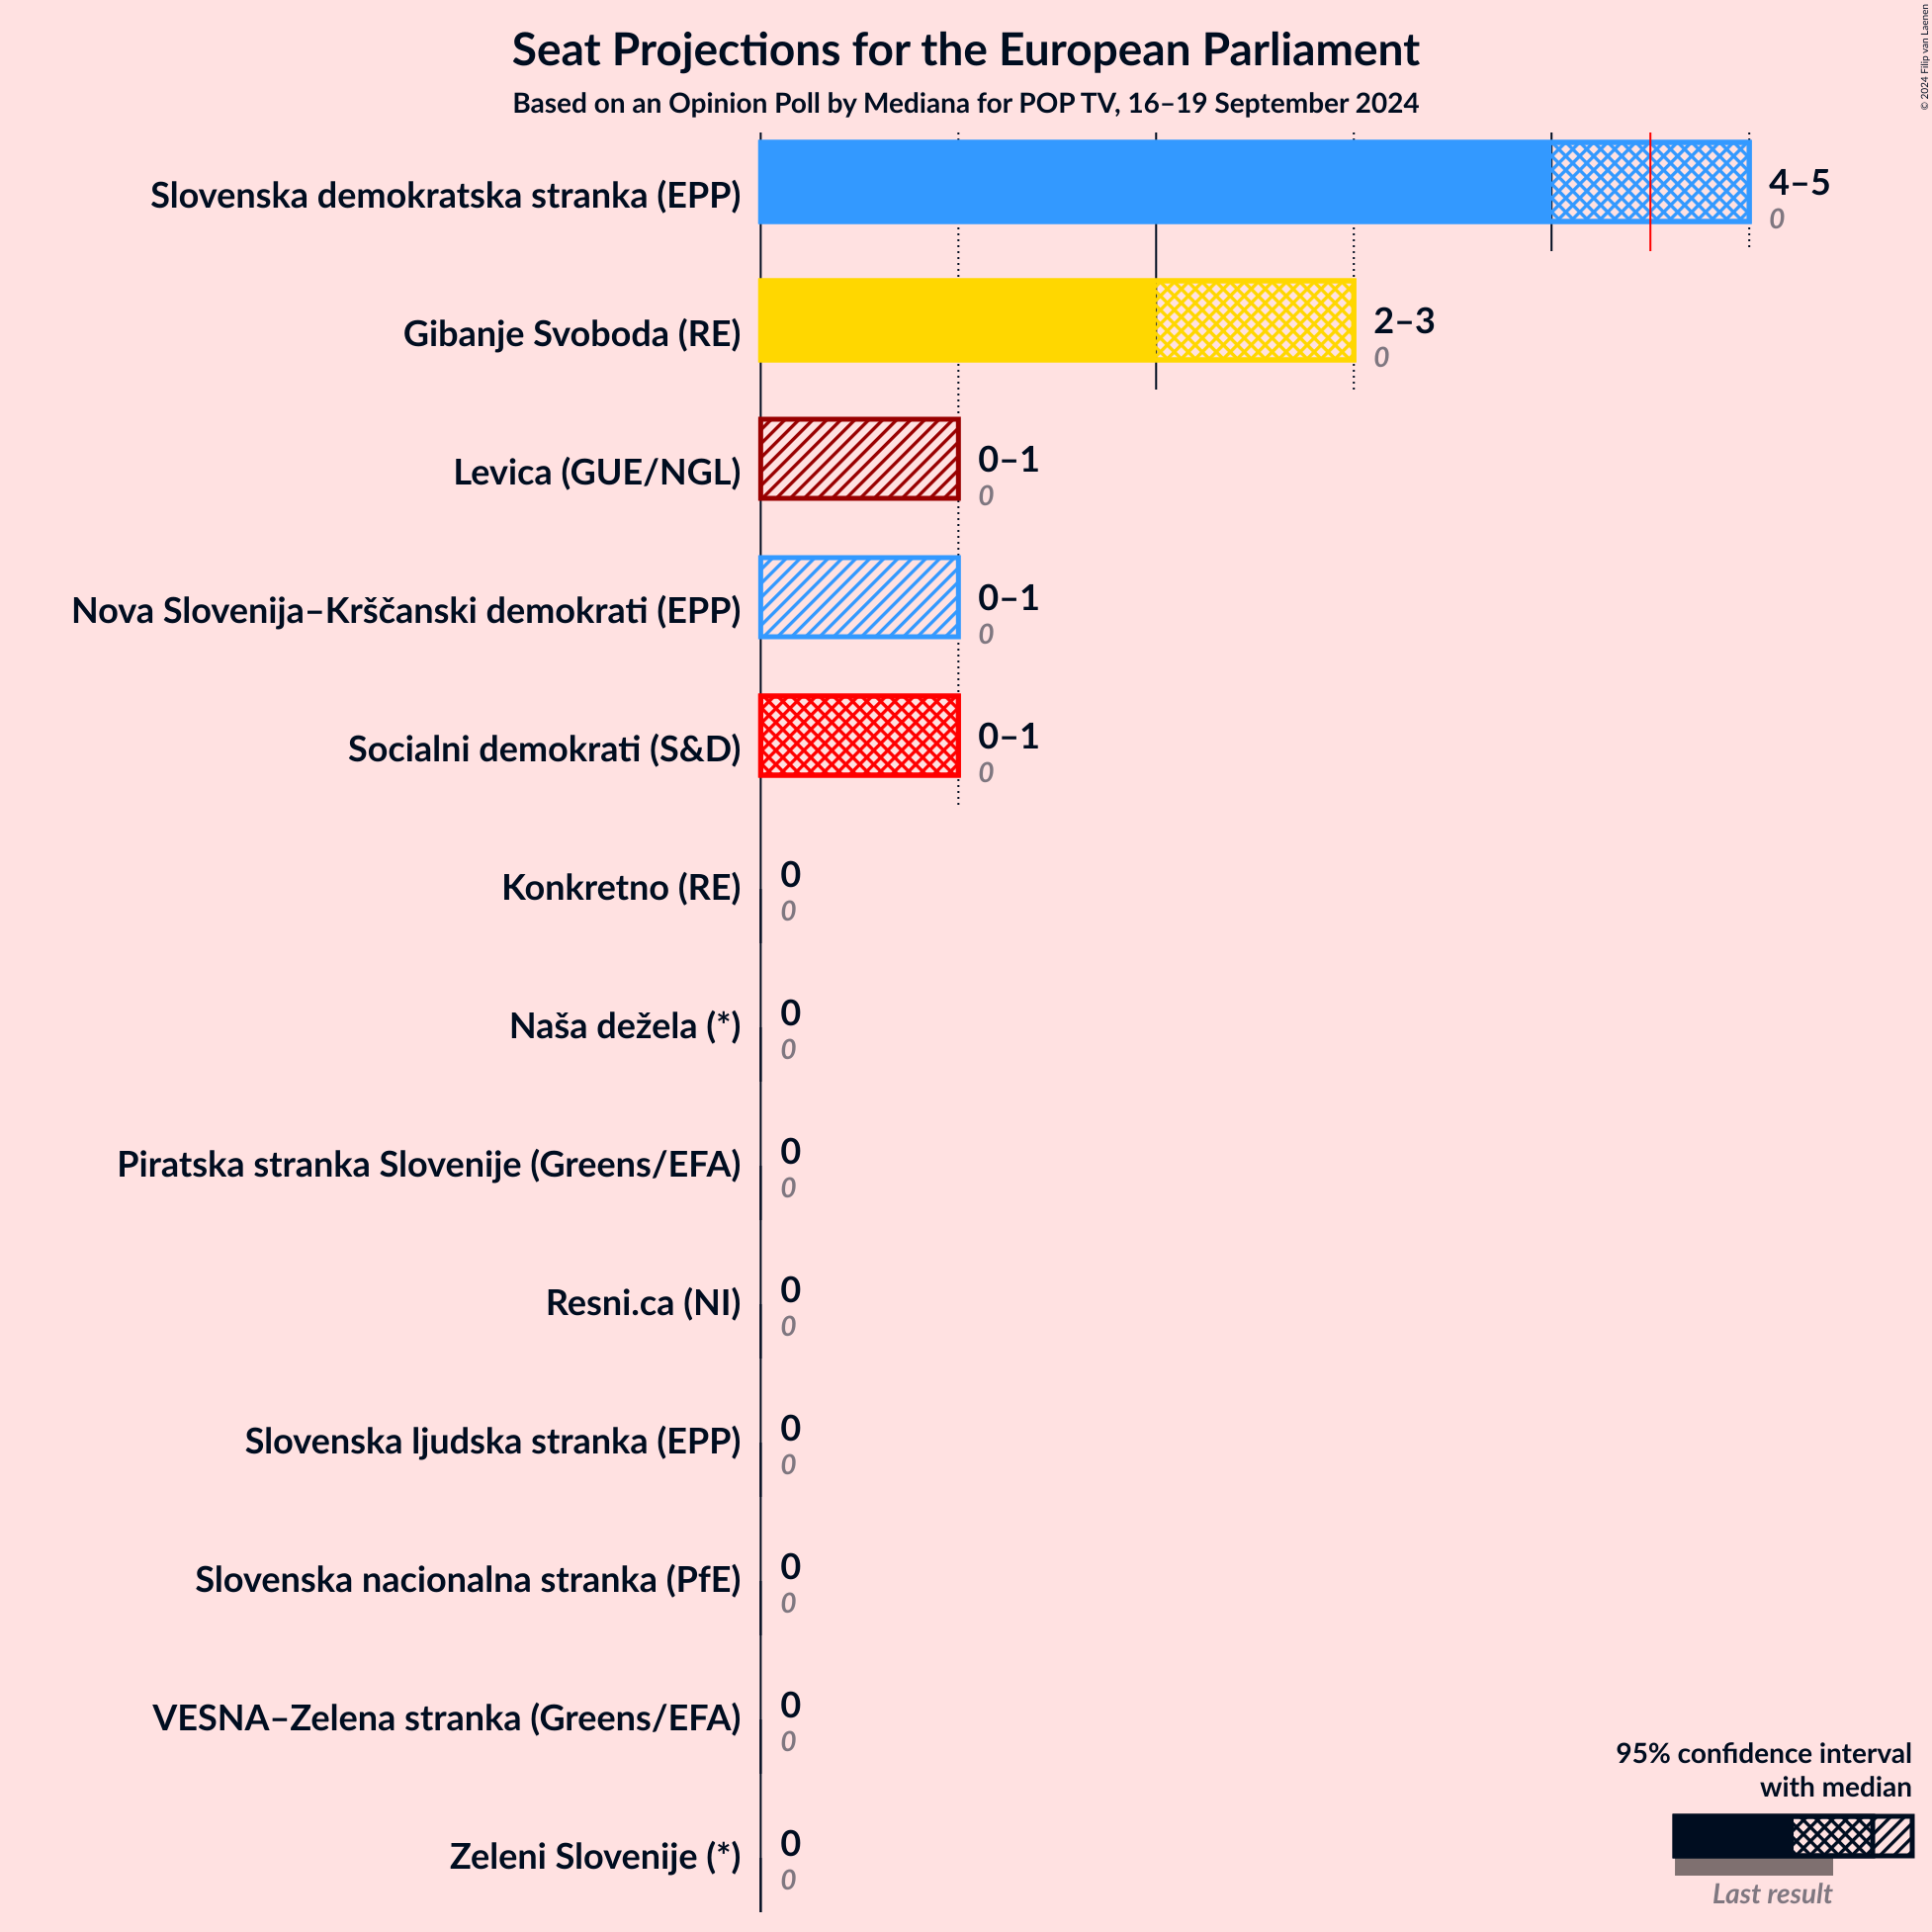 Seat Projections for the European Parliament
Based on an Opinion Poll by Mediana for POP TV, 16–19 September 2024
© 2024 Filip van Laenen
Slovenska demokratska stranka (EPP)
4–5
0
Gibanje Svoboda (RE)
2–3
0
Levica (GUE/NGL)
0–1
0
Nova Slovenija–Krščanski demokrati (EPP)
0–1
0
Socialni demokrati (S&D)
0–1
0
Konkretno (RE)
0
0
Naša dežela (*)
0
0
Piratska stranka Slovenije (Greens/EFA)
0
0
Resni.ca (NI)
0
0
Slovenska ljudska stranka (EPP)
0
0
Slovenska nacionalna stranka (PfE)
0
0
VESNA–Zelena stranka (Greens/EFA)
0
0
Zeleni Slovenije (*)
0
0
95% confidence interval
with median
Last result